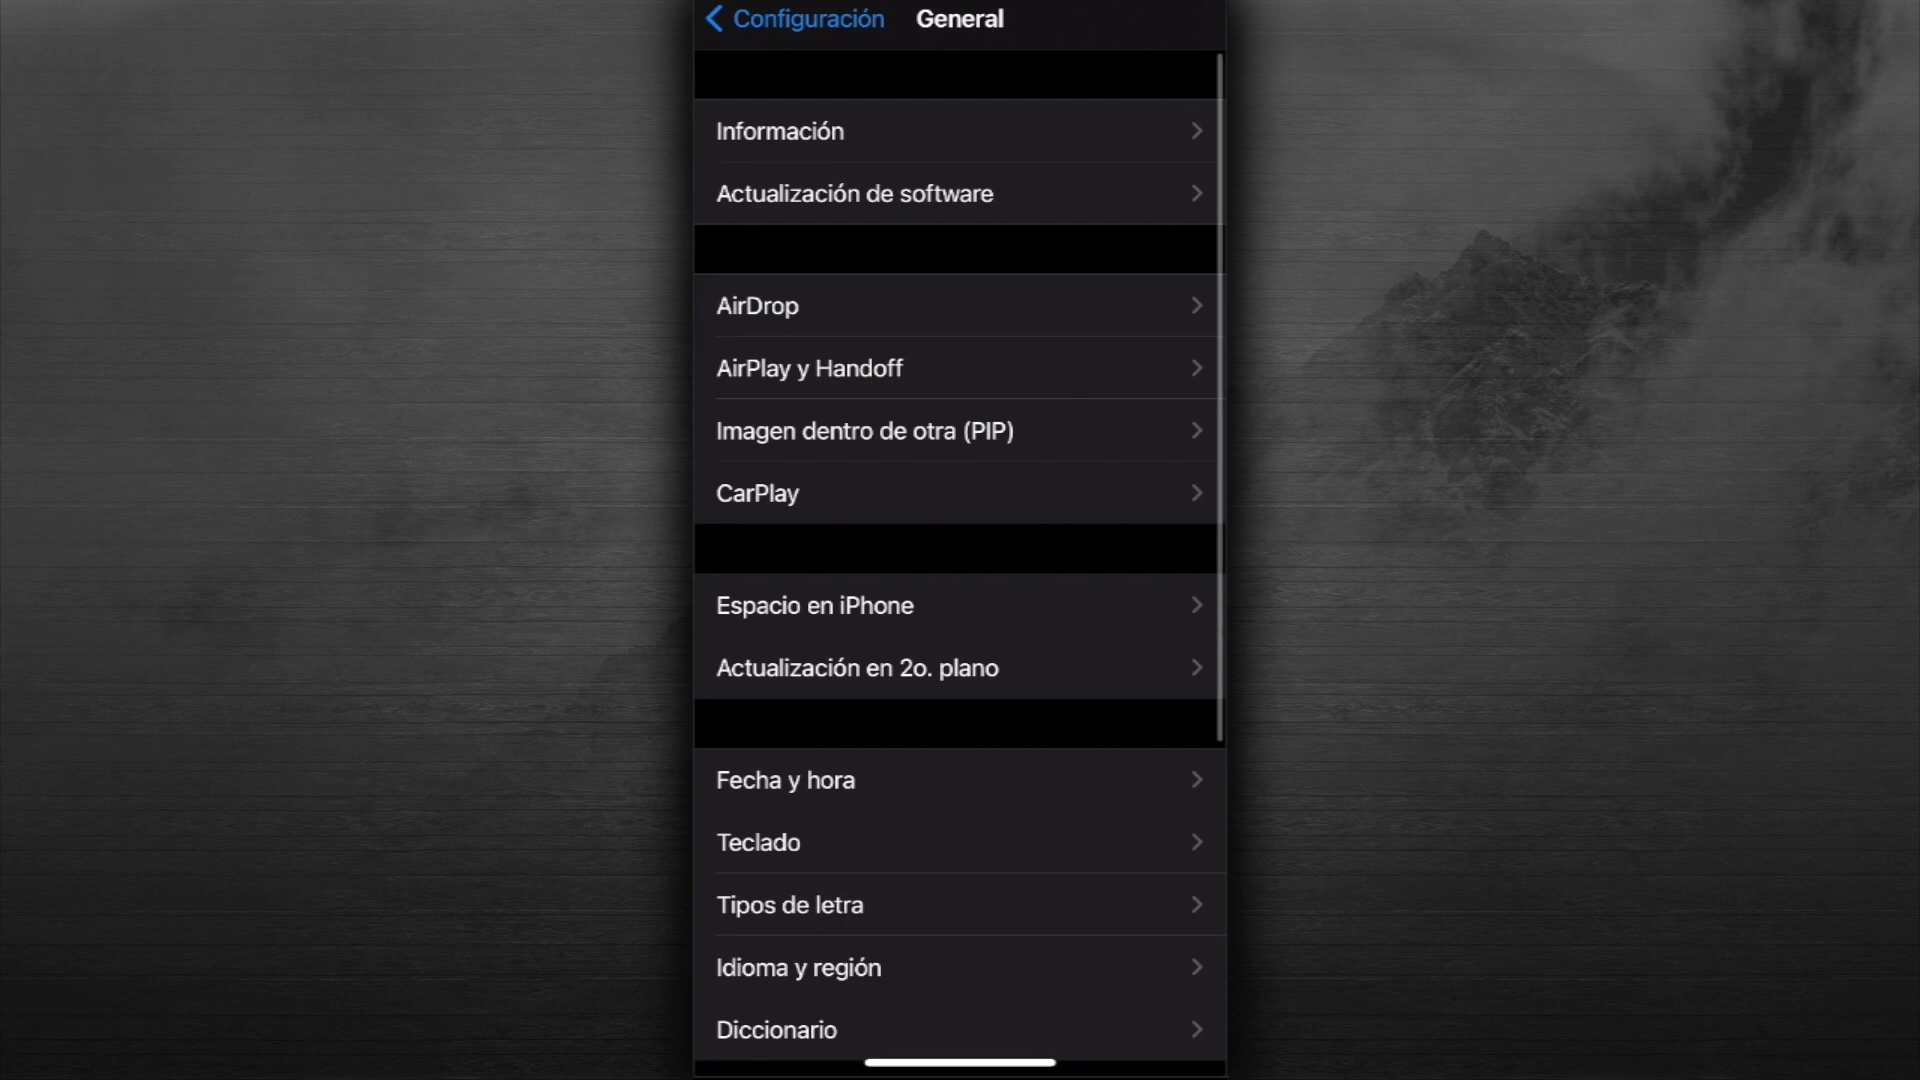 Configuración General
Información
Actualización de software
AirDrop
AirPlay y Handoff
Imagen dentro de otra (PIP)
CarPlay
Espacio en iPhone
Actualización en 2o. plano
Fecha y hora
Teclado
Tipos de letra
Idioma y región
Diccionario